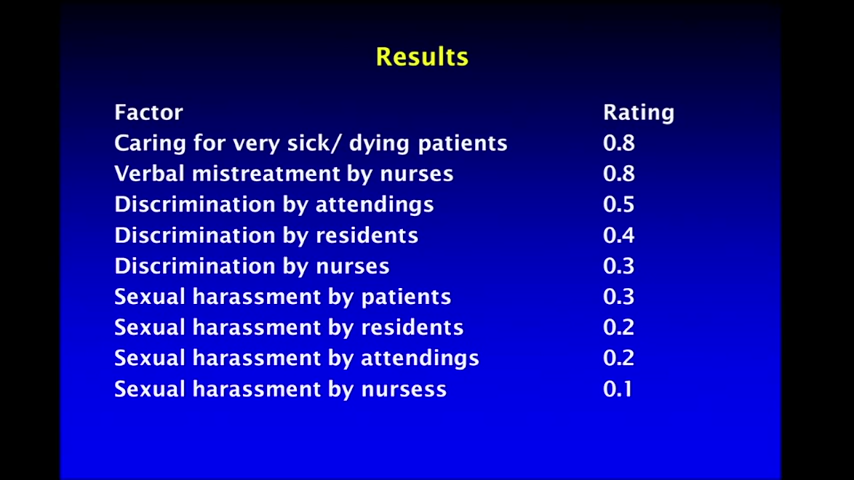 Results
Factor Rating
Caring for very sick/ dying patients 0.8
Verbal mistreatment by nurses 0.8
Discrimination by attendings 0.5
Discrimination by residents 0.4
Discrimination by nurses 0.3
Sexual harassment by patients 0.3
Sexual harassment by residents 0.2
Sexual harassment by attendings 0.2
Sexual harassment by nursess 0.1